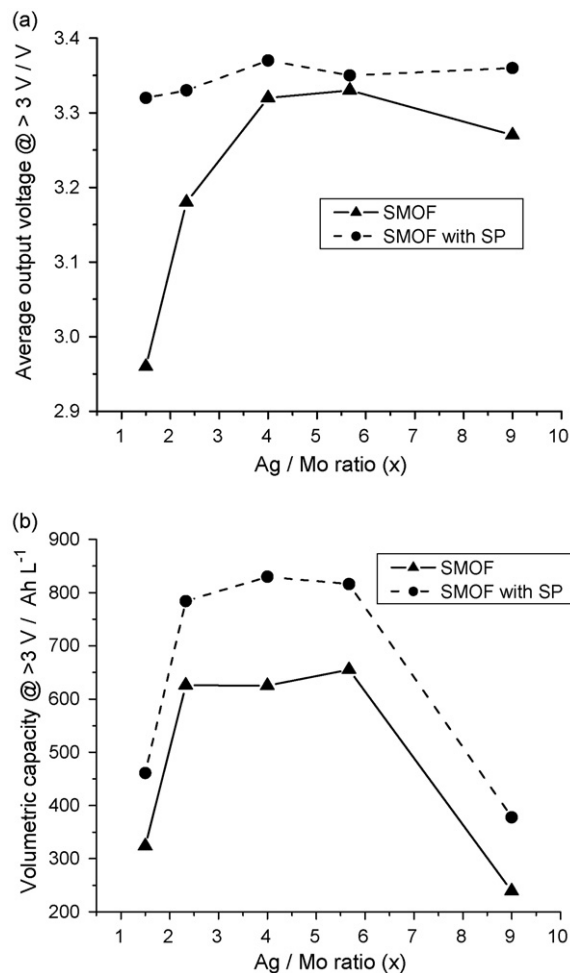 (a)
3.4
3.3
3.2
3.1
3.0
2.9
Average output voltage @ > 3 V / V
SMOF
SMOF with SP
1 2 3 4 5 6 7 8 9 10
Ag / Mo ratio (x)
(b)
900
800
700
600
500
400
300
200
Volumetric capacity @ >3 V / Ah L⁻¹
SMOF
SMOF with SP
1 2 3 4 5 6 7 8 9 10
Ag / Mo ratio (x)